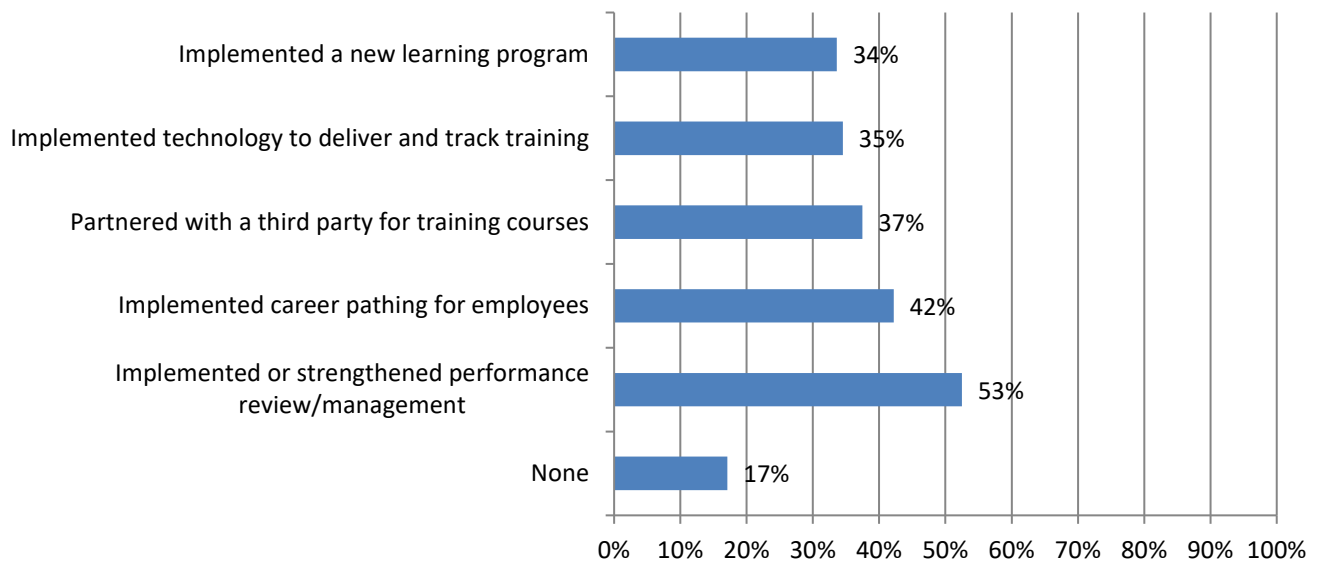 Implemented a new learning program
34%
Implemented technology to deliver and track training
35%
Partnered with a third party for training courses
37%
Implemented career pathing for employees
42%
Implemented or strengthened performance
review/management
53%
None
17%
0% 10% 20% 30% 40% 50% 60% 70% 80% 90% 100%